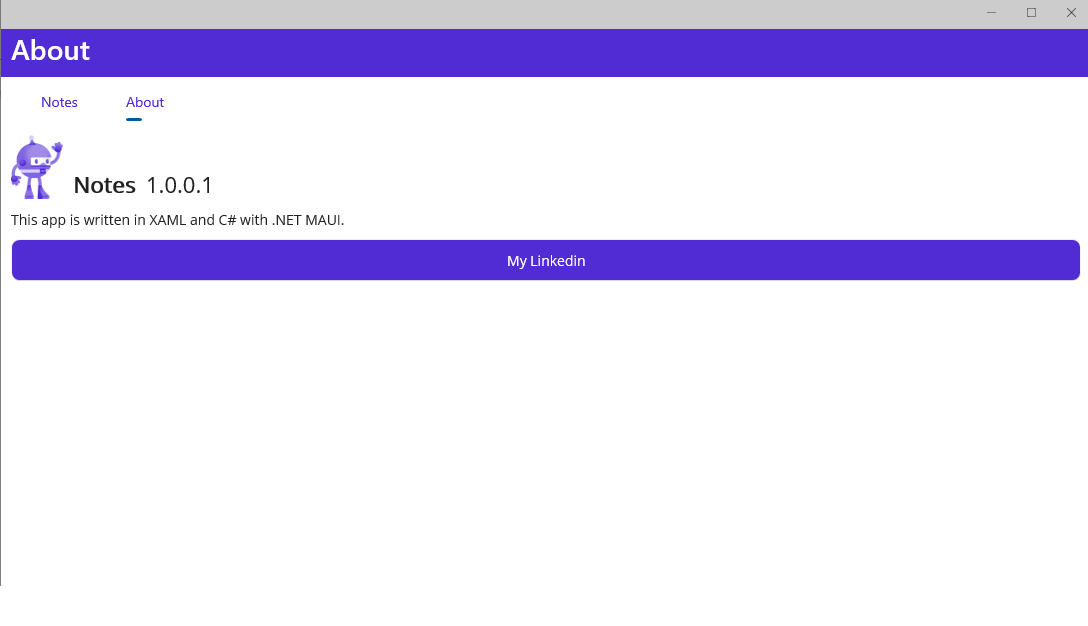 About
Notes About
Notes 1.0.0.1
This app is written in XAML and C# with .NET MAUI.
My Linkedin